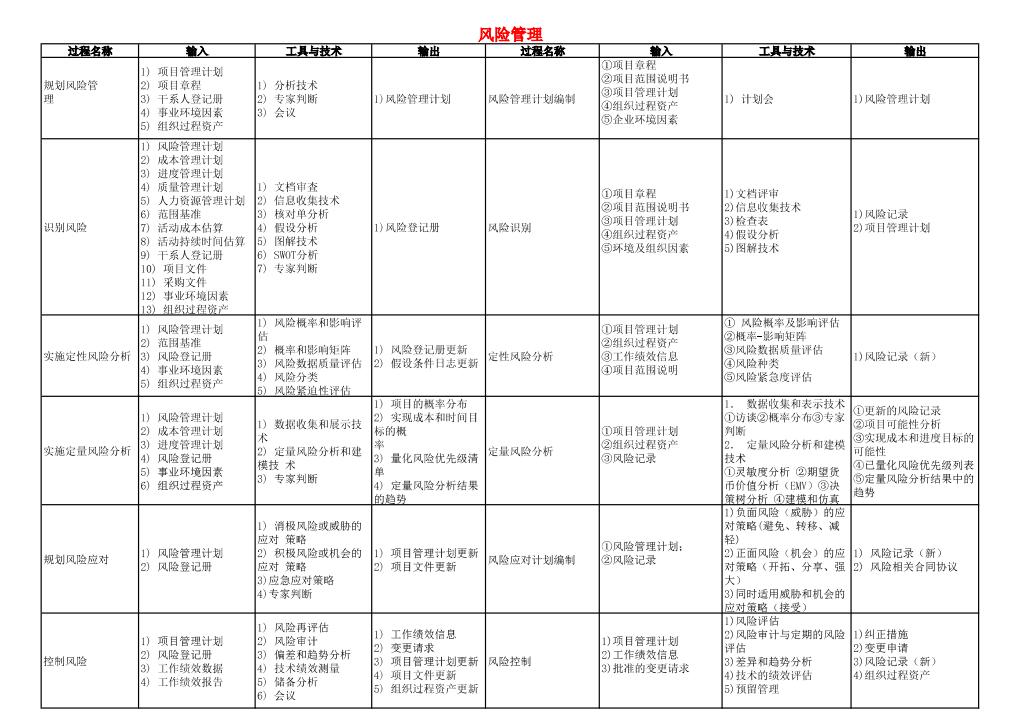 风险管理
过程名称 输入 工具与技术 输出 过程名称 输入 工具与技术 输出
规划风险管
理
1) 项目管理计划
2) 项目章程
3) 干系人登记册
4) 事业环境因素
5) 组织过程资产
1) 分析技术
2) 专家判断
3) 会议
1)风险管理计划
风险管理计划编制
①项目章程
②项目范围说明书
③项目管理计划
④组织过程资产
⑤企业环境因素
1) 计划会
1)风险管理计划
识别风险
1) 风险管理计划
2) 成本管理计划
3) 进度管理计划
4) 质量管理计划
5) 人力资源管理计划
6) 范围基准
7) 活动成本估算
8) 活动持续时间估算
9) 干系人登记册
10) 项目文件
11) 采购文件
12) 事业环境因素
13) 组织过程资产
1) 文档审查
2) 信息收集技术
3) 核对单分析
4) 假设分析
5) 图解技术
6) SWOT分析
7) 专家判断
1)风险登记册
风险识别
①项目章程
②项目范围说明书
③项目管理计划
④组织过程资产
⑤环境及组织因素
1)文档评审
2)信息收集技术
3)检查表
4)假设分析
5)图解技术
1)风险记录
2)项目管理计划
实施定性风险分析
1) 风险管理计划
2) 范围基准
3) 风险登记册
4) 事业环境因素
5) 组织过程资产
1) 风险概率和影响评
估
2) 概率和影响矩阵
3) 风险数据质量评估
4) 风险分类
5) 风险紧迫性评估
1) 风险登记册更新
2) 假设条件日志更新
定性风险分析
①项目管理计划
②组织过程资产
③工作绩效信息
④项目范围说明
① 风险概率及影响评估
②概率-影响矩阵
③风险数据质量评估
④风险种类
⑤风险紧急度评估
1)风险记录（新）
实施定量风险分析
1) 风险管理计划
2) 成本管理计划
3) 进度管理计划
4) 风险登记册
5) 事业环境因素
6) 组织过程资产
1) 数据收集和展示技
术
2) 定量风险分析和建
模技 术
3) 专家判断
1) 项目的概率分布
2) 实现成本和时间目
标的概
率
3) 量化风险优先级清
单
4) 定量风险分析结果
的趋势
定量风险分析
①项目管理计划
②组织过程资产
③风险记录
1. 数据收集和表示技术
①访谈②概率分布③专家
判断
2. 定量风险分析和建模
技术
①灵敏度分析 ②期望货
币价值分析（EMV）③决
策树分析 ④建模和仿真
①更新的风险记录
②项目可能性分析
③实现成本和进度目标的
可能性
④已量化风险优先级列表
⑤定量风险分析结果中的
趋势
规划风险应对
1) 风险管理计划
2) 风险登记册
1) 消极风险或威胁的
应对 策略
2) 积极风险或机会的
应对 策略
3)应急应对策略
4)专家判断
1) 项目管理计划更新
2) 项目文件更新
风险应对计划编制
①风险管理计划；
②风险记录
1)负面风险（威胁）的应
对策略(避免、转移、减
轻)
2)正面风险（机会）的应
对策略（开拓、分享、强
大）
3)同时适用威胁和机会的
应对策略（接受）
1) 风险记录（新）
2) 风险相关合同协议
控制风险
1) 项目管理计划
2) 风险登记册
3) 工作绩效数据
4) 工作绩效报告
1) 风险再评估
2) 风险审计
3) 偏差和趋势分析
4) 技术绩效测量
5) 储备分析
6) 会议
1) 工作绩效信息
2) 变更请求
3) 项目管理计划更新
4) 项目文件更新
5) 组织过程资产更新
风险控制
1)项目管理计划
2)工作绩效信息
3)批准的变更请求
1)风险评估
2)风险审计与定期的风险
评估
3)差异和趋势分析
4)技术的绩效评估
5)预留管理
1)纠正措施
2)变更申请
3)风险记录（新）
4)组织过程资产